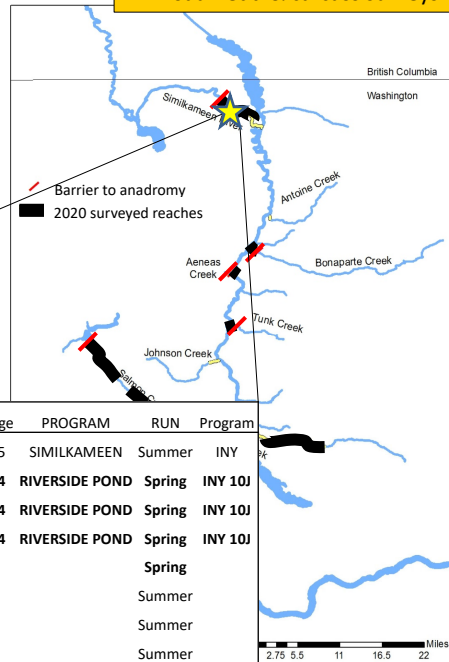 British Columbia
Washington
Similkameen
Antoine Creek
Barrier to anadromy
2020 surveyed reaches
Aeneas
Creek
Bonaparte Creek
Tunk Creek
Johnson Creek
PROGRAM RUN Program
SIMILKAMEEN Summer INY
RIVERSIDE POND Spring INY 10J
RIVERSIDE POND Spring INY 10J
RIVERSIDE POND Spring INY 10J
Spring
Summer
Summer
Summer
Miles
2.75 5.5 11 16.5 22